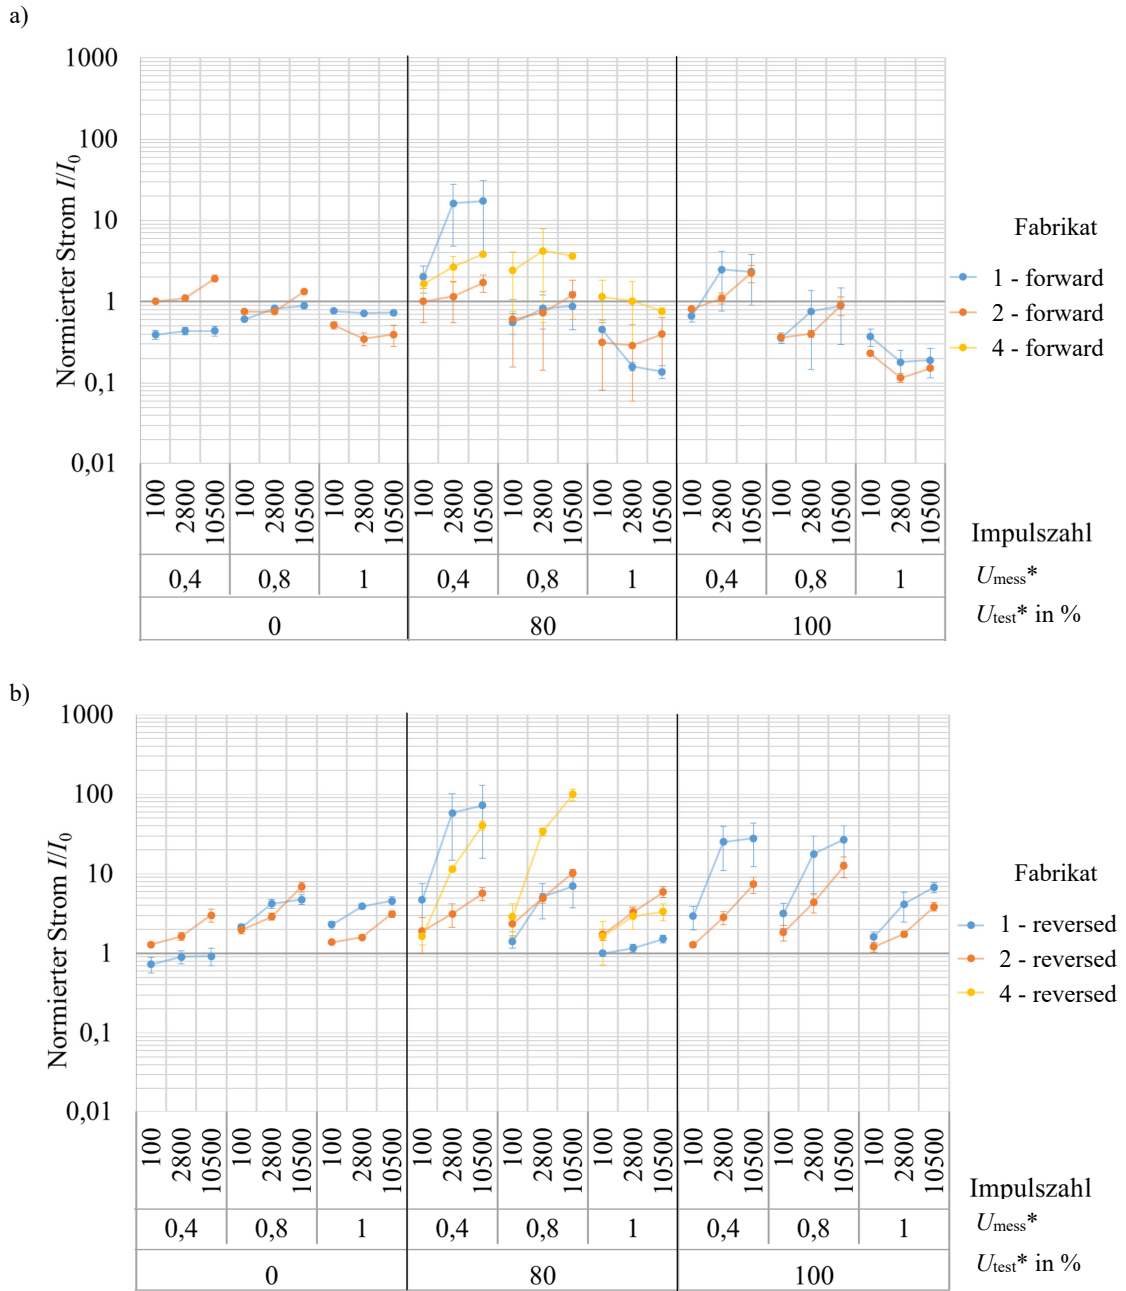 a)
1000
100
10
1
0,1
0,01
Normierter Strom I/I0
Fabrikat
1 - forward
2 - forward
4 - forward
100 2800 10500 100 2800 10500 100 2800 10500 100 2800 10500 100 2800 10500 100 2800 10500 100 2800 10500 100 2800 10500 100 2800 10500
Impulszahl
0,4 0,8 1 0,4 0,8 1 0,4 0,8 1
Umess*
0 80 100
Utest* in %
b)
1000
100
10
1
0,1
0,01
Normierter Strom I/I0
Fabrikat
1 - reversed
2 - reversed
4 - reversed
100 2800 10500 100 2800 10500 100 2800 10500 100 2800 10500 100 2800 10500 100 2800 10500 100 2800 10500 100 2800 10500 100 2800 10500
Impulszahl
0,4 0,8 1 0,4 0,8 1 0,4 0,8 1
Umess*
0 80 100
Utest* in %